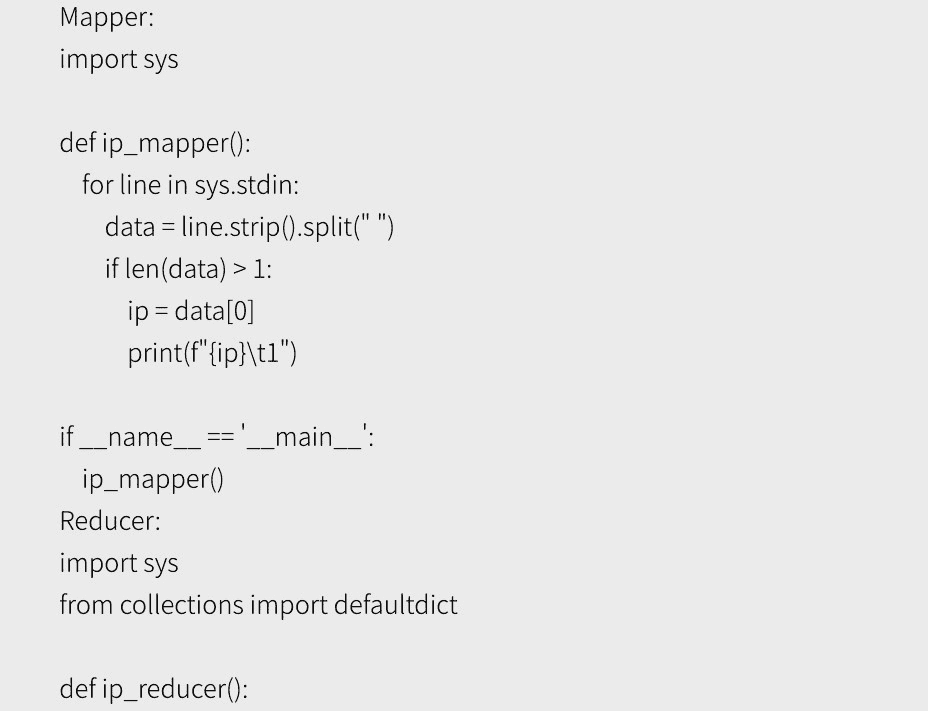 Mapper:
import sys
def ip_mapper():
for line in sys.stdin:
data = line.strip().split(" ")
if len(data) > 1:
ip = data[0]
print(f"{ip}\t1")
if __name__ == '__main__':
ip_mapper()
Reducer:
import sys
from collections import defaultdict
def ip_reducer():